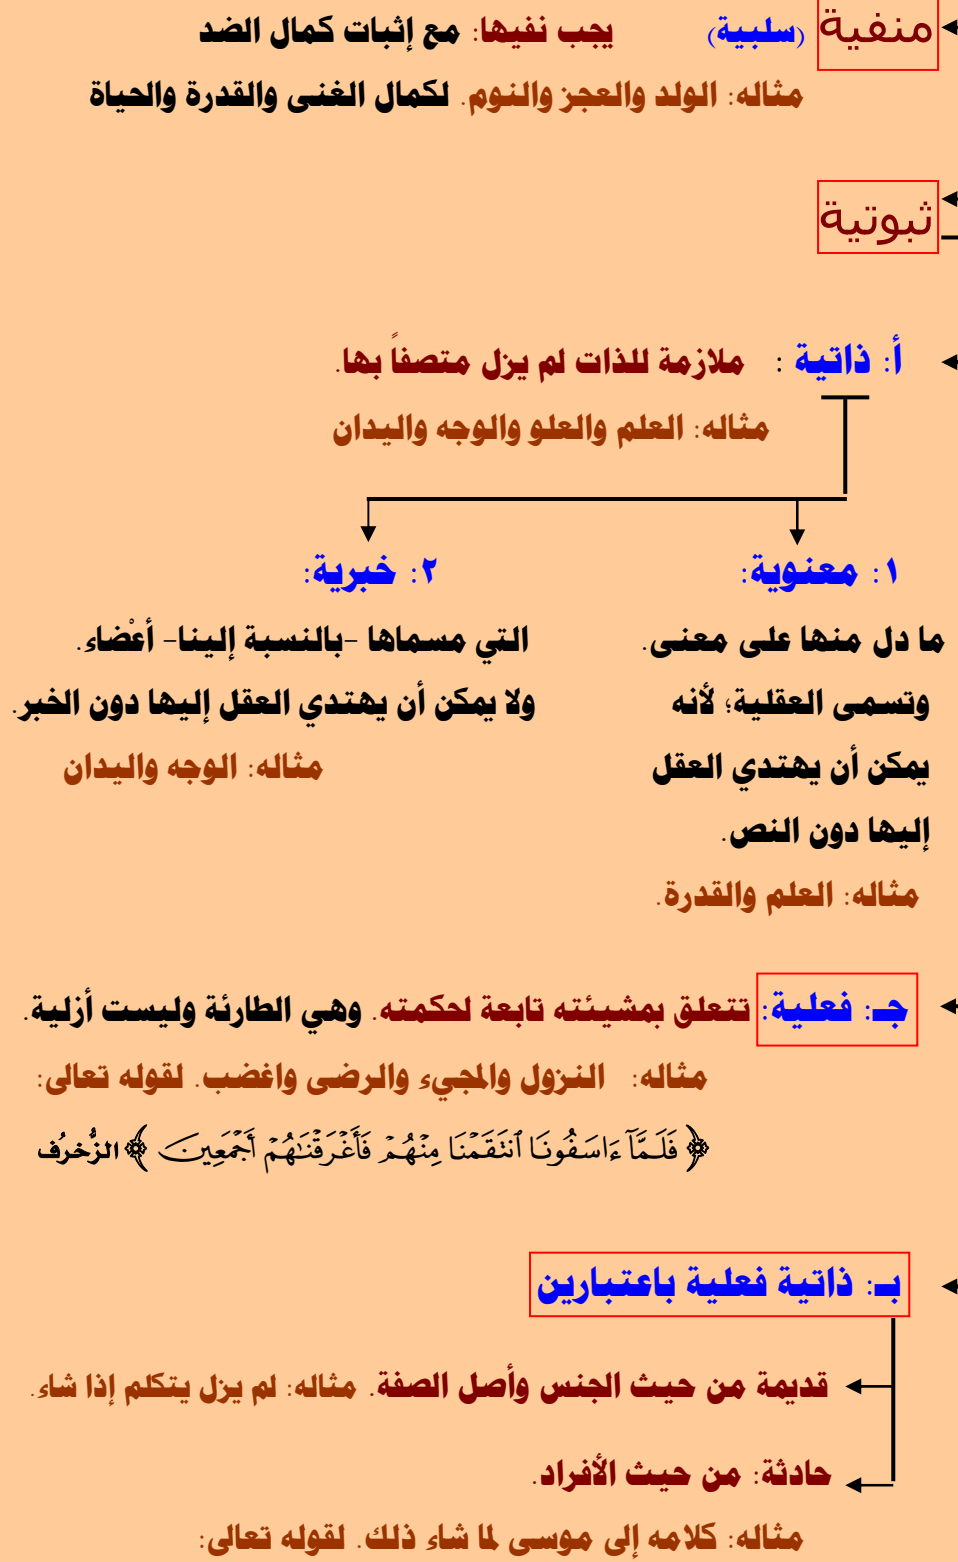 منفية (سلبية) يجب نفيها: مع إثبات كمال الضد
مثاله: الولد والعجز والنوم. لكمال الغنى والقدرة والحياة
ثبوتية
أ: ذاتية : ملازمة للذات لم يزل متصفاً بها.
مثاله: العلم والعلو والوجه واليدان
١: معنوية:
ما دل منها على معنى.
وتسمى العقلية؛ لأنه
يمكن أن يهتدي العقل
إليها دون النص.
مثاله: العلم والقدرة.
٢: خبرية:
التي مسماها -بالنسبة إلينا- أعْضاء.
ولا يمكن أن يهتدي العقل إليها دون الخبر.
مثاله: الوجه واليدان
جـ: فعلية: تتعلق بمشيئته تابعة لحكمته. وهي الطارئة وليست أزلية.
مثاله: النزول والمجيء والرضى واغضب. لقوله تعالى:
﴿ فَلَمَّآ ءَاسَفُونَا ٱنتَقَمْنَا مِنْهُمْ فَأَغْرَقْنَٰهُمْ أَجْمَعِينَ ﴾ الزُّخرُف
بـ: ذاتية فعلية باعتبارين
قديمة من حيث الجنس وأصل الصفة. مثاله: لم يزل يتكلم إذا شاء.
حادثة: من حيث الأفراد.
مثاله: كلامه إلى موسى لما شاء ذلك. لقوله تعالى: